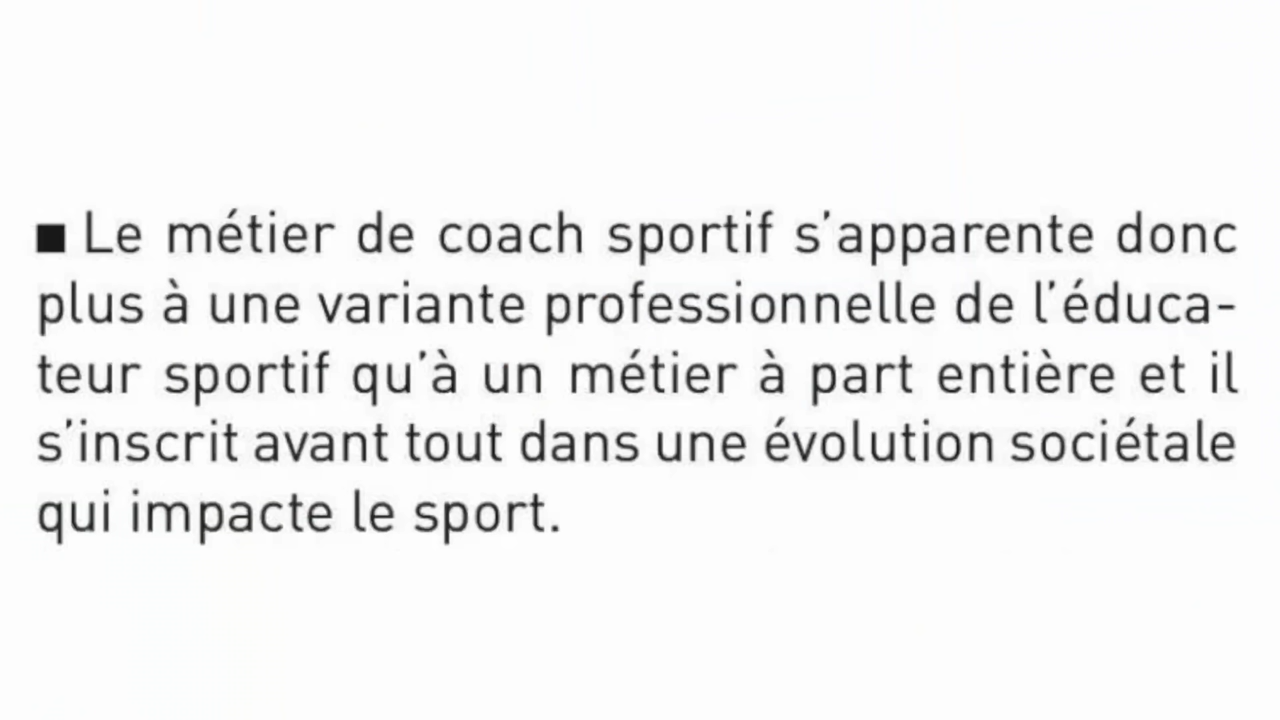 ■ Le métier de coach sportif s’apparente donc
plus à une variante professionnelle de l’éduca-
teur sportif qu’à un métier à part entière et il
s’inscrit avant tout dans une évolution sociétale
qui impacte le sport.